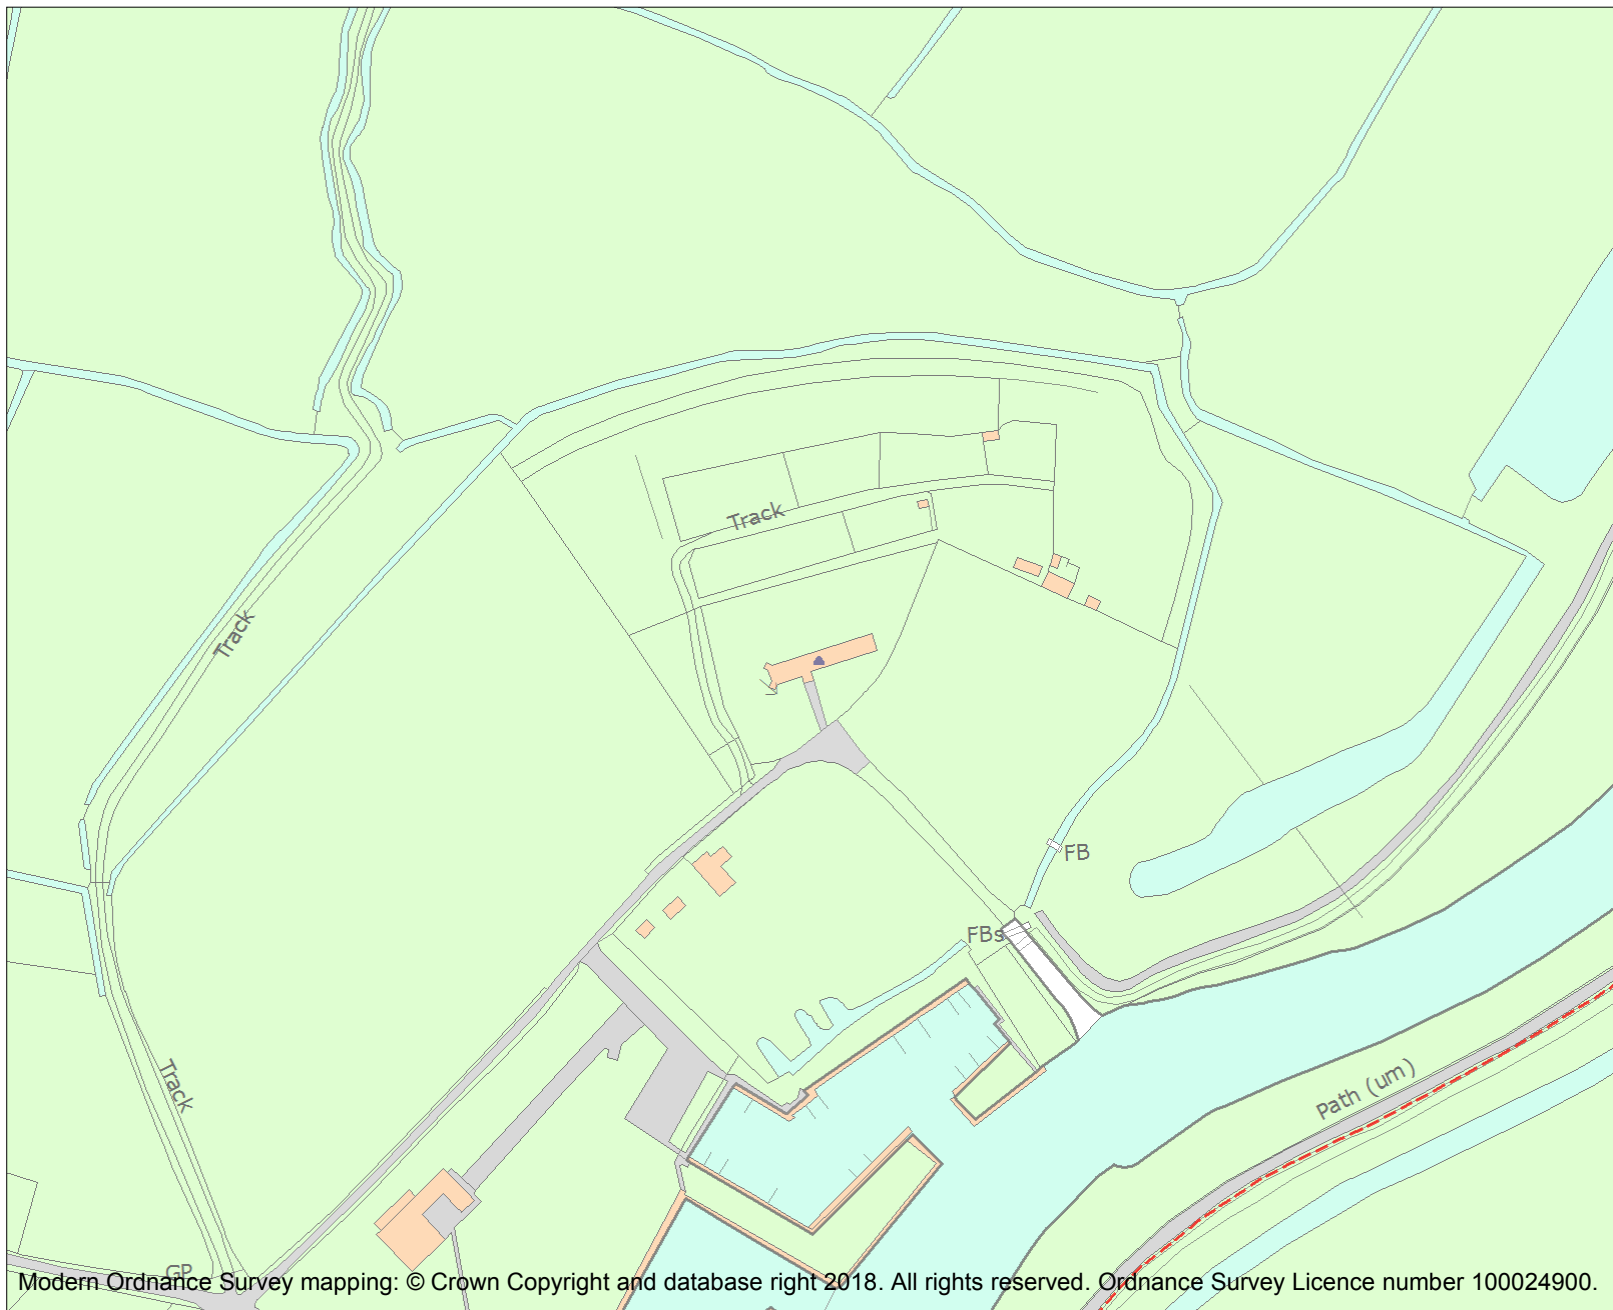 Track
Track
FB
FBs
Track
Path (um)
GP
Modern Ordnance Survey mapping: © Crown Copyright and database right 2018. All rights reserved. Ordnance Survey Licence number 100024900.